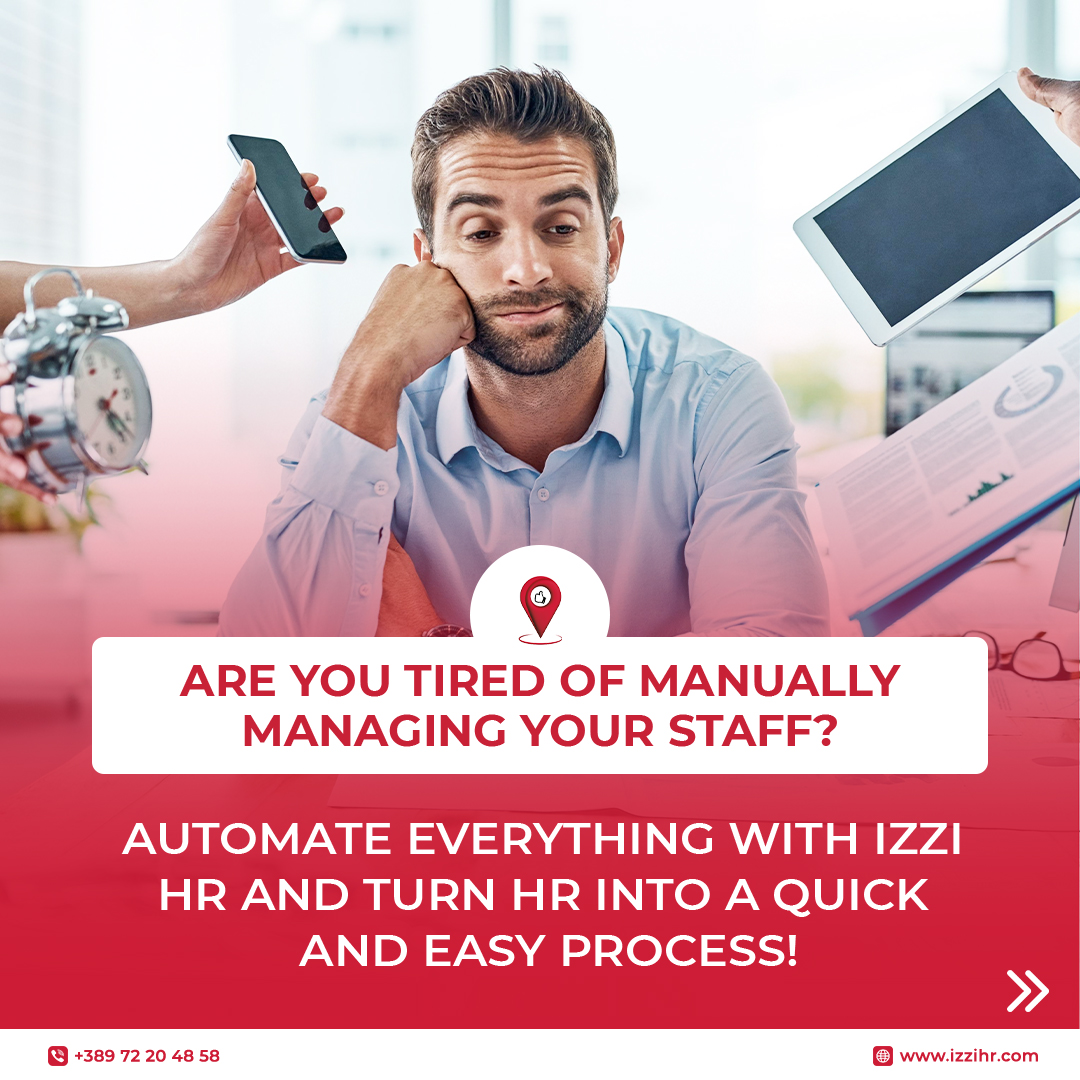 ARE YOU TIRED OF MANUALLY
MANAGING YOUR STAFF?
AUTOMATE EVERYTHING WITH IZZI
HR AND TURN HR INTO A QUICK
AND EASY PROCESS!
+389 72 20 48 58
www.izzihr.com